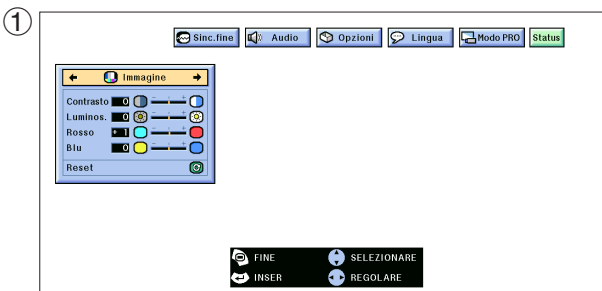 1
Sinc.fine Audio Opzioni Lingua Modo PRO Status
Immagine
Contrasto 0
Luminos. 0
Rosso + 1
Blu 0
Reset
FINE SELEZIONARE
INSER REGOLARE